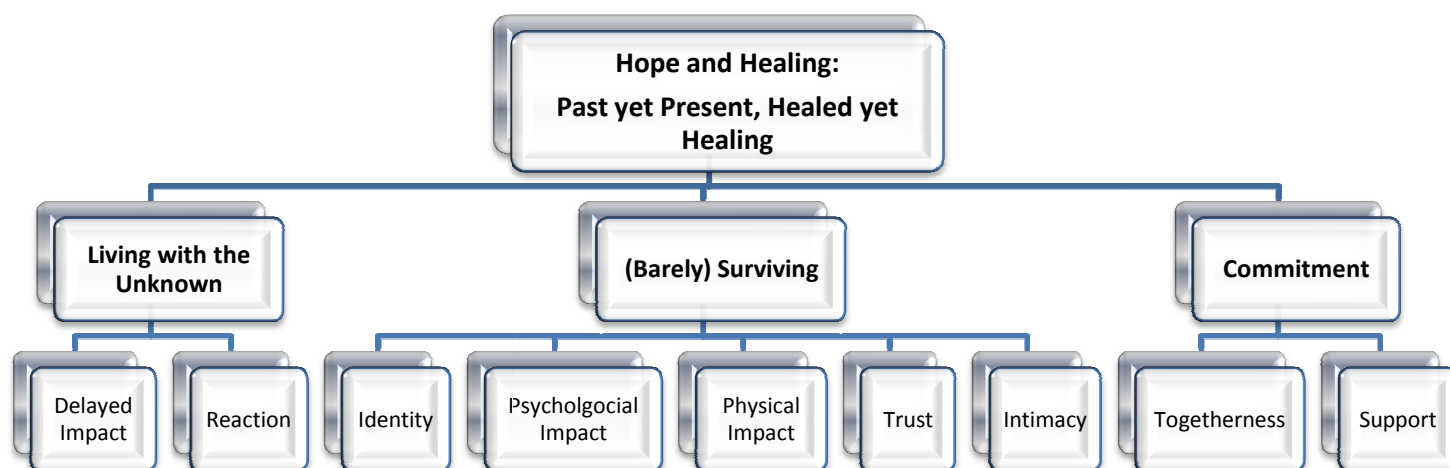 Hope and Healing:
Past yet Present, Healed yet
Healing
Living with the
Unknown
(Barely) Surviving
Commitment
Delayed
Impact
Reaction
Identity
Psycholgocial
Impact
Physical
Impact
Trust
Intimacy
Togetherness
Support